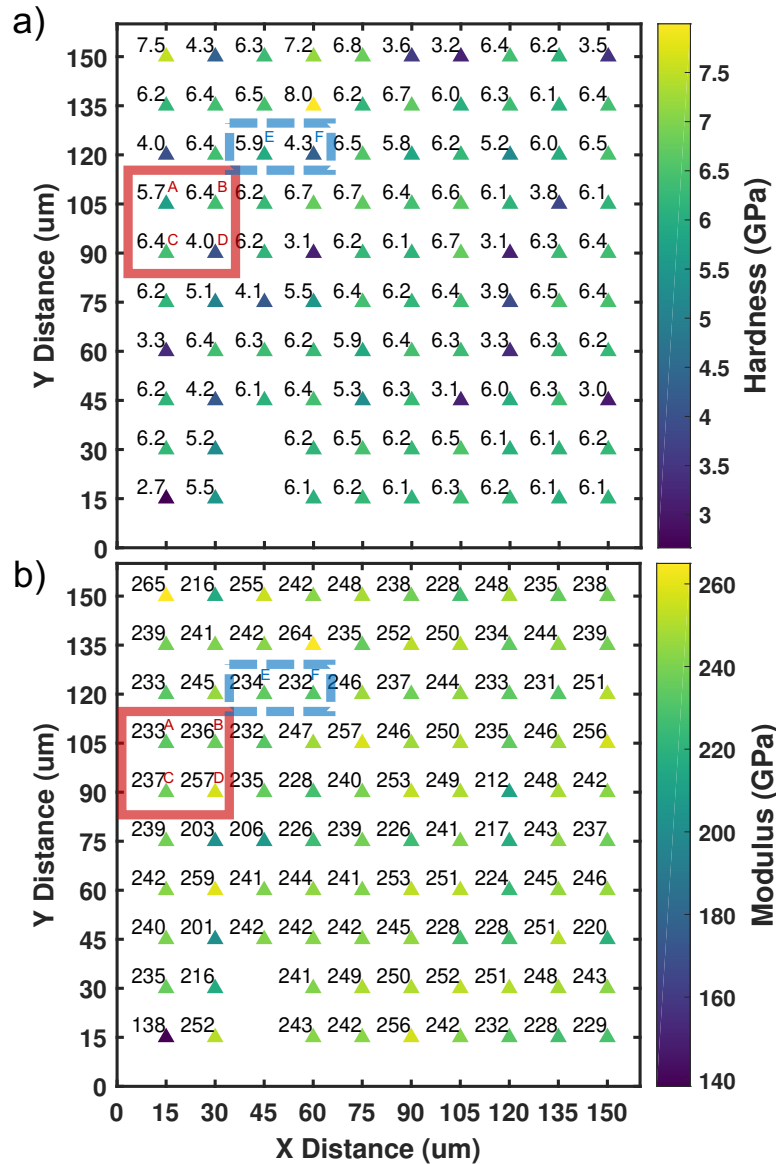 a)
Y Distance (um)
150 7.5 4.3 6.3 7.2 6.8 3.6 3.2 6.4 6.2 3.5
135 6.2 6.4 6.5 8.0 6.2 6.7 6.0 6.3 6.1 6.4
120 4.0 6.4 5.9 E 4.3 F 6.5 5.8 6.2 5.2 6.0 6.5
105 5.7 A 6.4 B 6.2 6.7 6.7 6.4 6.6 6.1 3.8 6.1
90 6.4 C 4.0 D 6.2 3.1 6.2 6.1 6.7 3.1 6.3 6.4
75 6.2 5.1 4.1 5.5 6.4 6.2 6.4 3.9 6.5 6.4
60 3.3 6.4 6.3 6.2 5.9 6.4 6.3 3.3 6.3 6.2
45 6.2 4.2 6.1 6.4 5.3 6.3 3.1 6.0 6.3 3.0
30 6.2 5.2 6.2 6.5 6.2 6.5 6.1 6.1 6.2
15 2.7 5.5 6.1 6.2 6.1 6.3 6.2 6.1 6.1
0
7.5
7
6.5
6
5.5
5
4.5
4
3.5
3
Hardness (GPa)
b)
Y Distance (um)
150 265 216 255 242 248 238 228 248 235 238
135 239 241 242 264 235 252 250 234 244 239
120 233 245 234 E 232 F 246 237 244 233 231 251
105 233 A 236 B 232 247 257 246 250 235 246 256
90 237 C 257 D 235 228 240 253 249 212 248 242
75 239 203 206 226 239 226 241 217 243 237
60 242 259 241 244 241 253 251 224 245 246
45 240 201 242 242 245 228 228 251 220
30 235 216 241 249 250 252 251 248 243
15 138 252 243 242 256 242 232 228 229
0
0 15 30 45 60 75 90 105 120 135 150
X Distance (um)
260
240
220
200
180
160
140
Modulus (GPa)